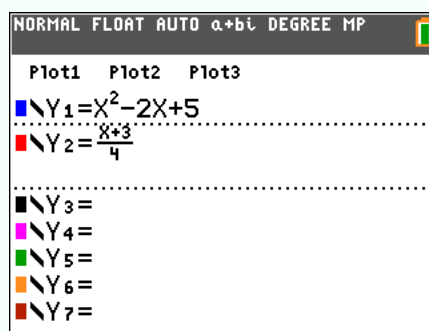 NORMAL FLOAT AUTO a+bi DEGREE MP
Plot1 Plot2 Plot3
\Y₁=X²-2X+5
\Y₂=(X+3)/4
\Y₃=
\Y₄=
\Y₅=
\Y₆=
\Y₇=